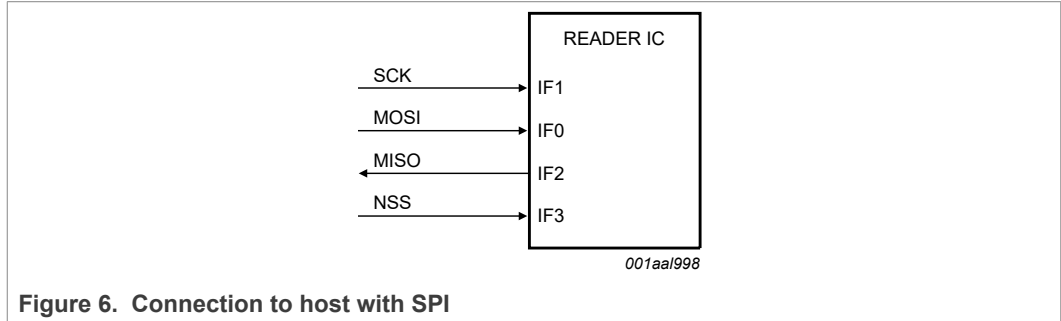 READER IC
SCK IF1
MOSI IF0
MISO IF2
NSS IF3
001aal998
Figure 6. Connection to host with SPI